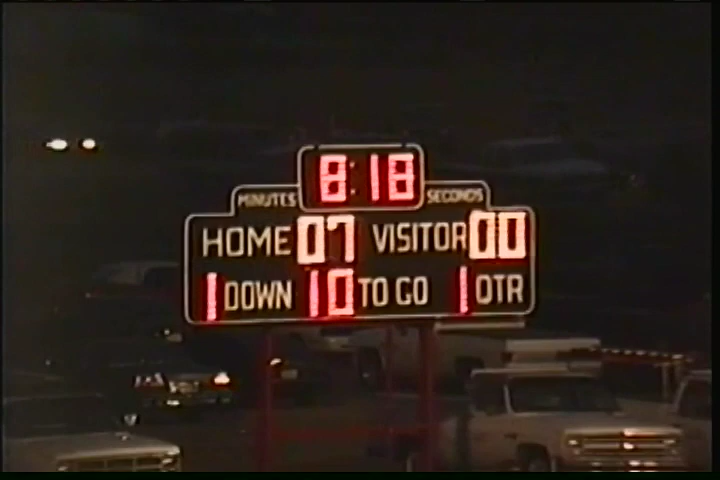 8:18
MINUTES SECONDS
HOME 07 VISITOR 00
1 DOWN 10 TO GO 1 QTR